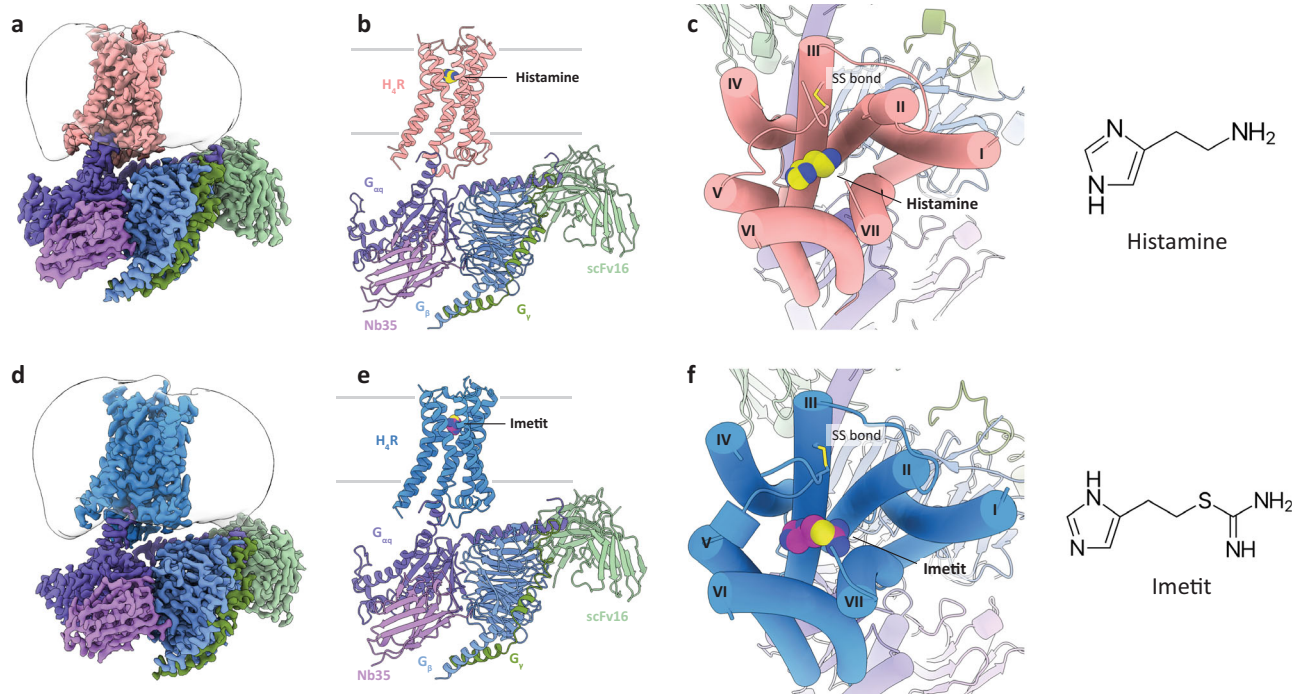 a
b
H₄R
Histamine
Gαq
scFv16
Nb35
Gβ
Gγ
c
III
SS bond
IV
II
I
V
Histamine
VI
VII
N
NH₂
N
H
Histamine
d
e
H₄R
Imetit
Gαq
scFv16
Nb35
Gβ
Gγ
f
III
SS bond
IV
II
I
V
Imetit
VI
VII
H
N
S
NH₂
N
NH
Imetit